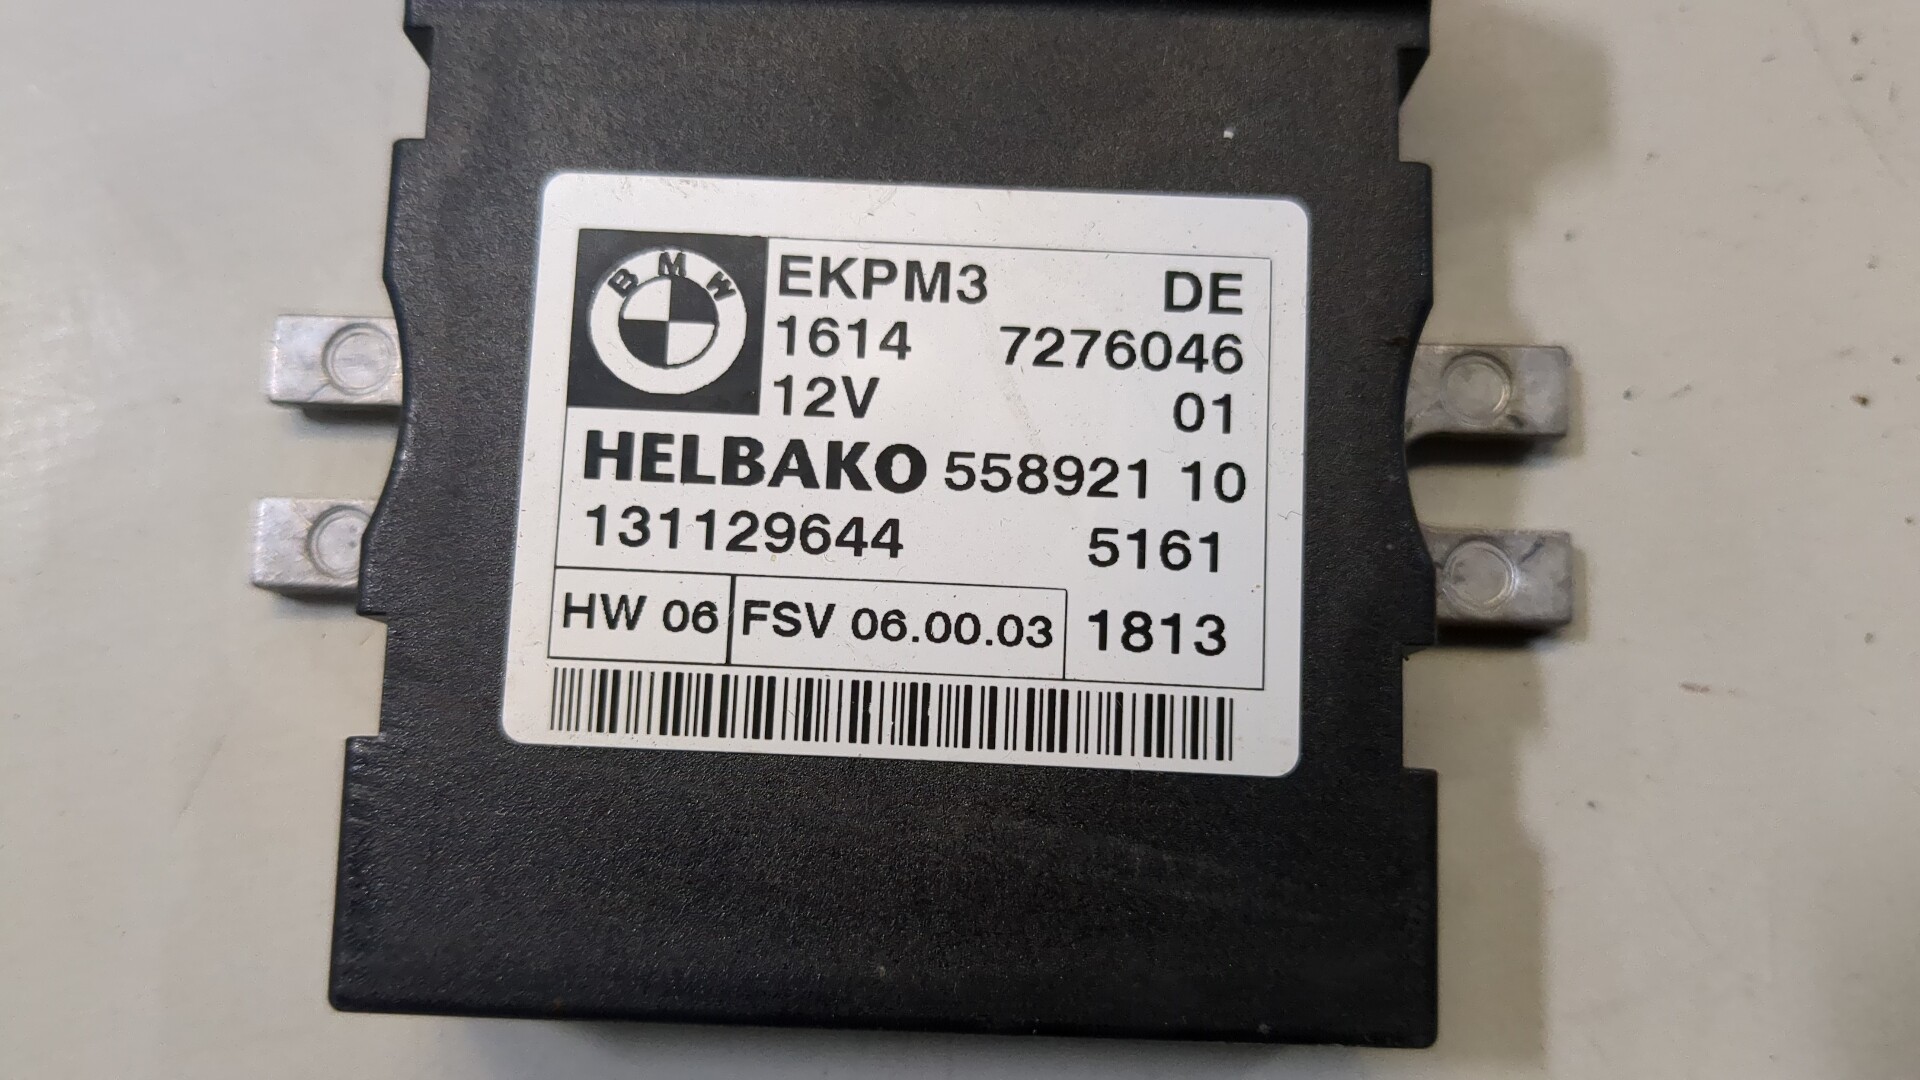 BMW EKPM3 DE
1614 7276046
12V 01
HELBAKO 558921 10
131129644 5161
HW 06 FSV 06.00.03 1813